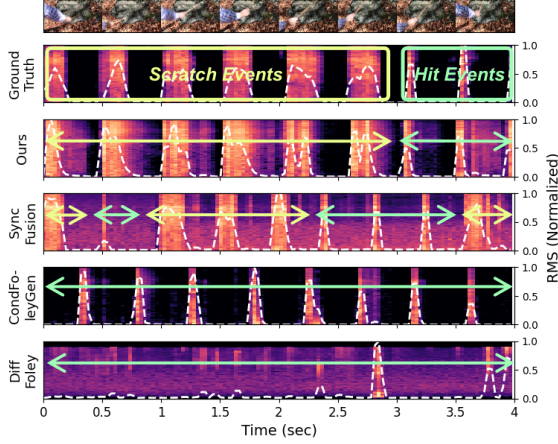 Ground
Truth
Scratch Events
Hit Events
1.0
0.5
0.0
Ours
1.0
0.5
0.0
Sync
Fusion
1.0
0.5
0.0
CondFo-
leyGen
1.0
0.5
0.0
Diff
Foley
1.0
0.5
0.0
RMS (Normalized)
0 0.5 1 1.5 2 2.5 3 3.5 4
Time (sec)